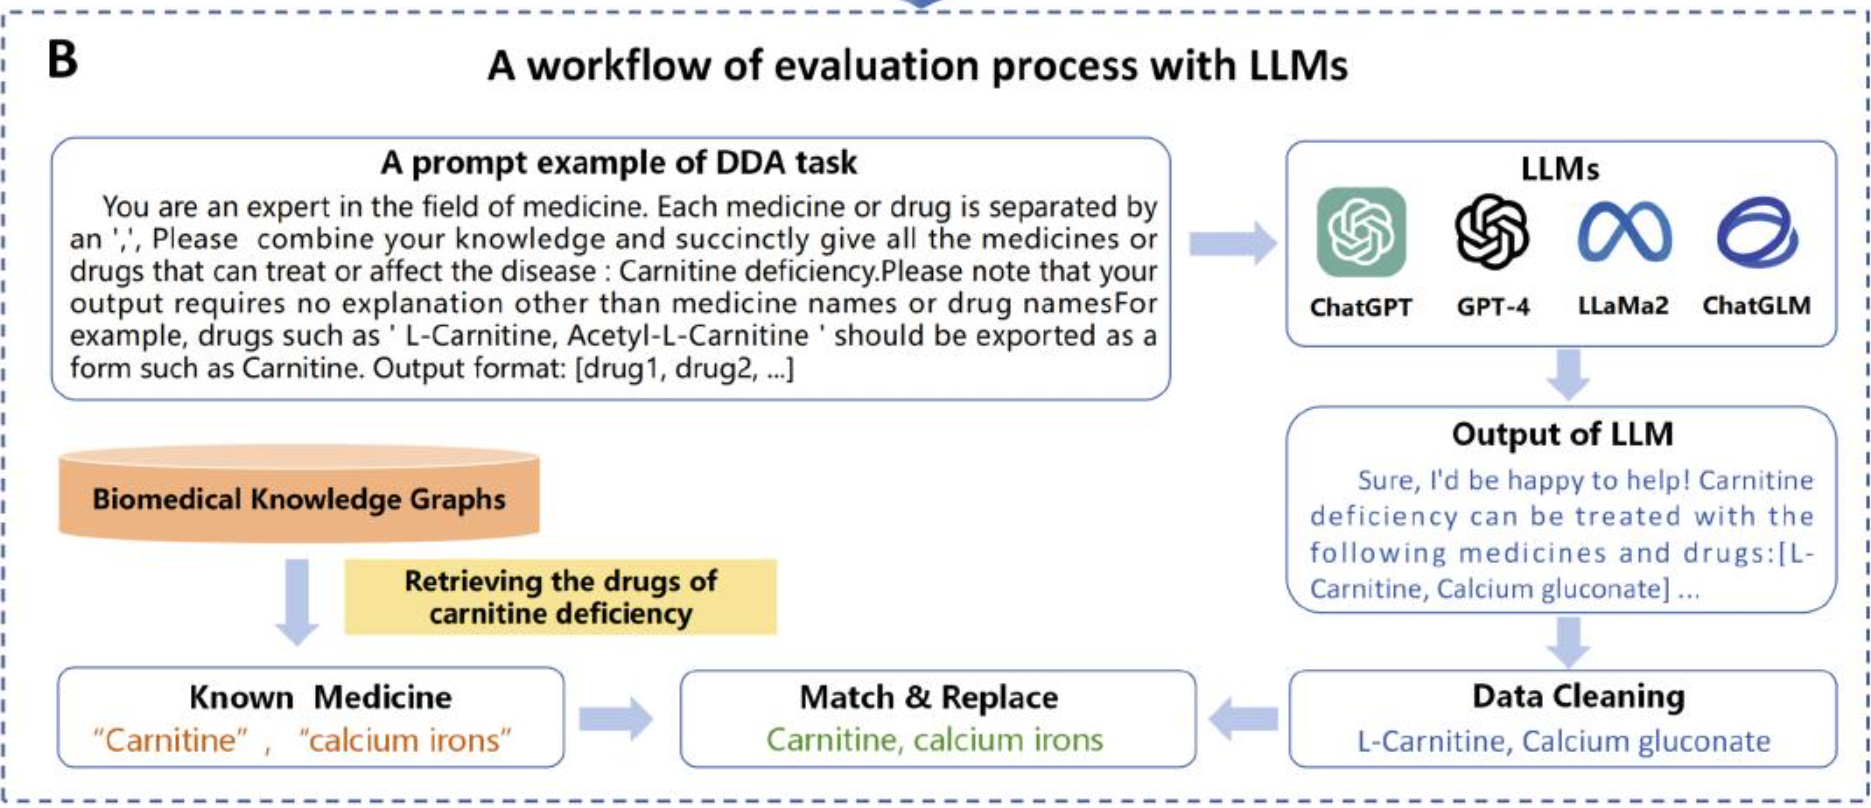 B
A workflow of evaluation process with LLMs
A prompt example of DDA task
You are an expert in the field of medicine. Each medicine or drug is separated by
an ',', Please combine your knowledge and succinctly give all the medicines or
drugs that can treat or affect the disease : Carnitine deficiency.Please note that your
output requires no explanation other than medicine names or drug namesFor
example, drugs such as ' L-Carnitine, Acetyl-L-Carnitine ' should be exported as a
form such as Carnitine. Output format: [drug1, drug2, ...]
LLMs
ChatGPT GPT-4 LLaMa2 ChatGLM
Output of LLM
Sure, I'd be happy to help! Carnitine
deficiency can be treated with the
following medicines and drugs:[L-
Carnitine, Calcium gluconate] ...
Biomedical Knowledge Graphs
Retrieving the drugs of
carnitine deficiency
Known Medicine
“Carnitine” , “calcium irons”
Match & Replace
Carnitine, calcium irons
Data Cleaning
L-Carnitine, Calcium gluconate